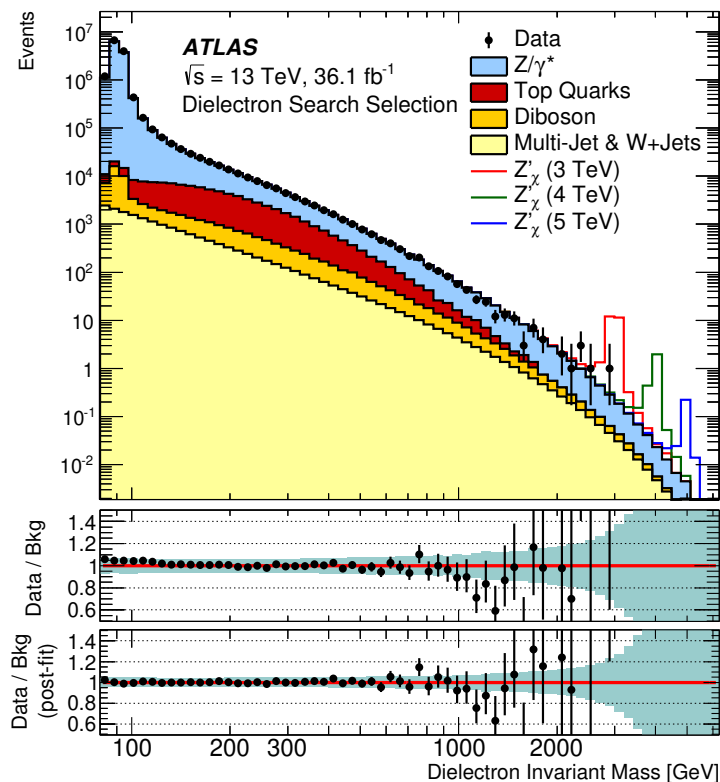 Events
10⁷
10⁶
10⁵
10⁴
10³
10²
10
1
10⁻¹
10⁻²
ATLAS
√s = 13 TeV, 36.1 fb⁻¹
Dielectron Search Selection
Data
Z/γ*
Top Quarks
Diboson
Multi-Jet & W+Jets
Z'χ (3 TeV)
Z'χ (4 TeV)
Z'χ (5 TeV)
Data / Bkg
1.4
1.2
1
0.8
0.6
Data / Bkg
(post-fit)
1.4
1.2
1
0.8
0.6
100 200 300 1000 2000
Dielectron Invariant Mass [GeV]